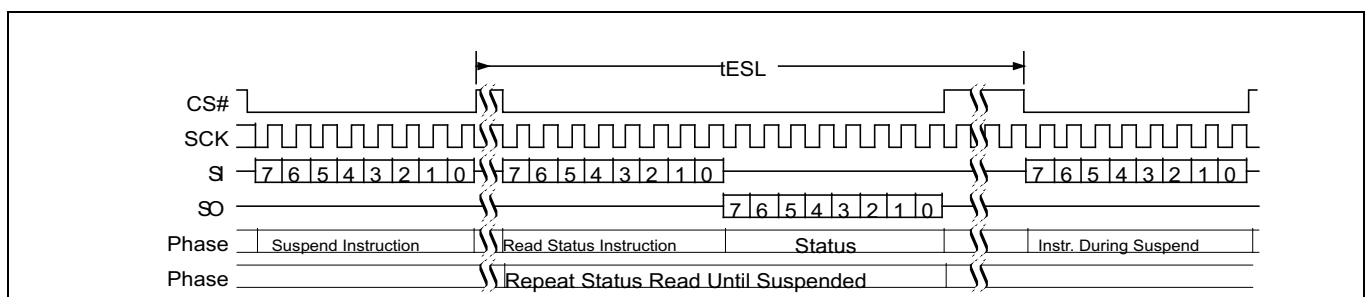 tESL
CS#
SCK
SI 7 6 5 4 3 2 1 0 7 6 5 4 3 2 1 0 7 6 5 4 3 2 1 0
SO 7 6 5 4 3 2 1 0
Phase Suspend Instruction Read Status Instruction Status Instr. During Suspend
Phase Repeat Status Read Until Suspended